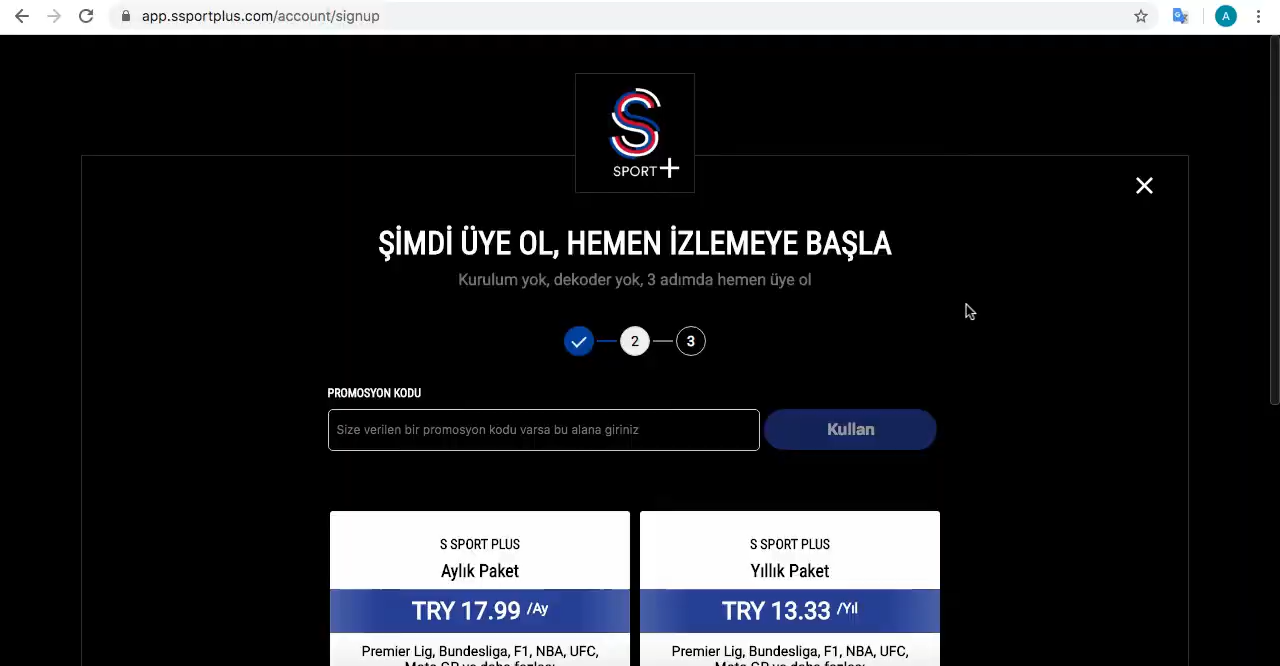 app.ssportplus.com/account/signup
A
S
SPORT+
ŞİMDİ ÜYE OL, HEMEN İZLEMEYE BAŞLA
Kurulum yok, dekoder yok, 3 adımda hemen üye ol
2 3
PROMOSYON KODU
Size verilen bir promosyon kodu varsa bu alana giriniz
Kullan
S SPORT PLUS
Aylık Paket
TRY 17.99 /Ay
Premier Lig, Bundesliga, F1, NBA, UFC,
S SPORT PLUS
Yıllık Paket
TRY 13.33 /Yıl
Premier Lig, Bundesliga, F1, NBA, UFC,